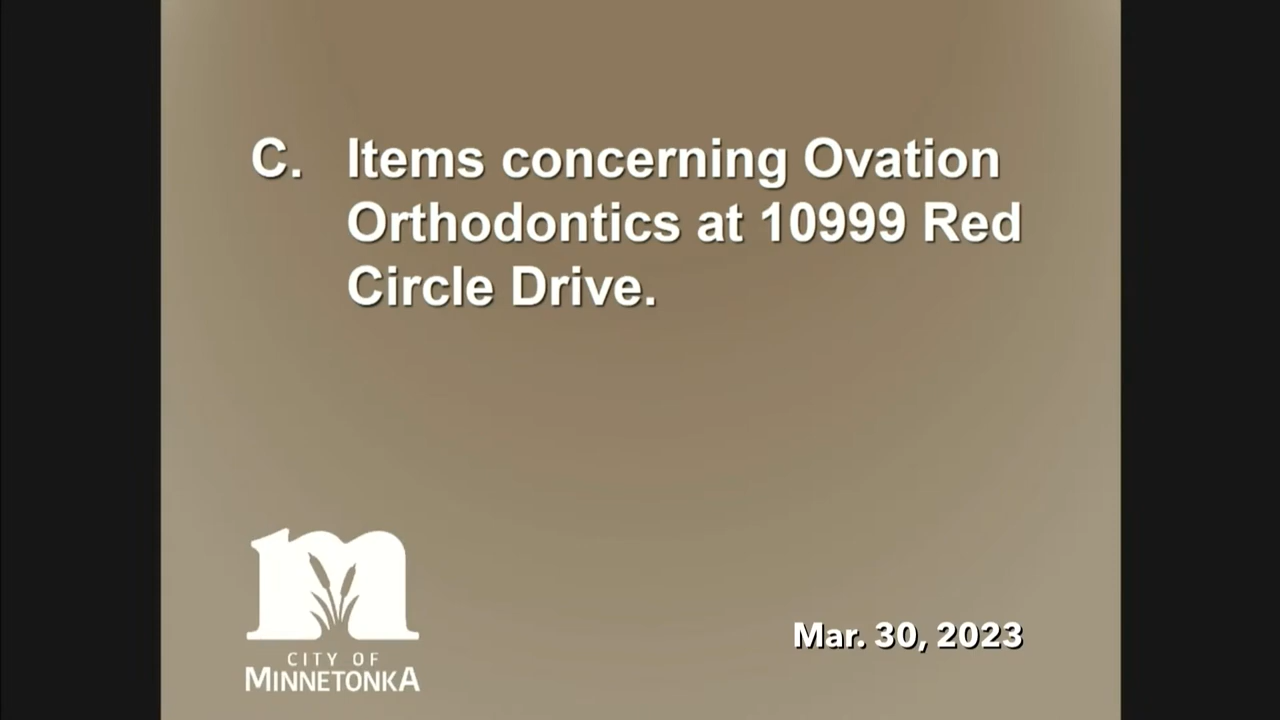 C. Items concerning Ovation
Orthodontics at 10999 Red
Circle Drive.
m
CITY OF
MINNETONKA
Mar. 30, 2023